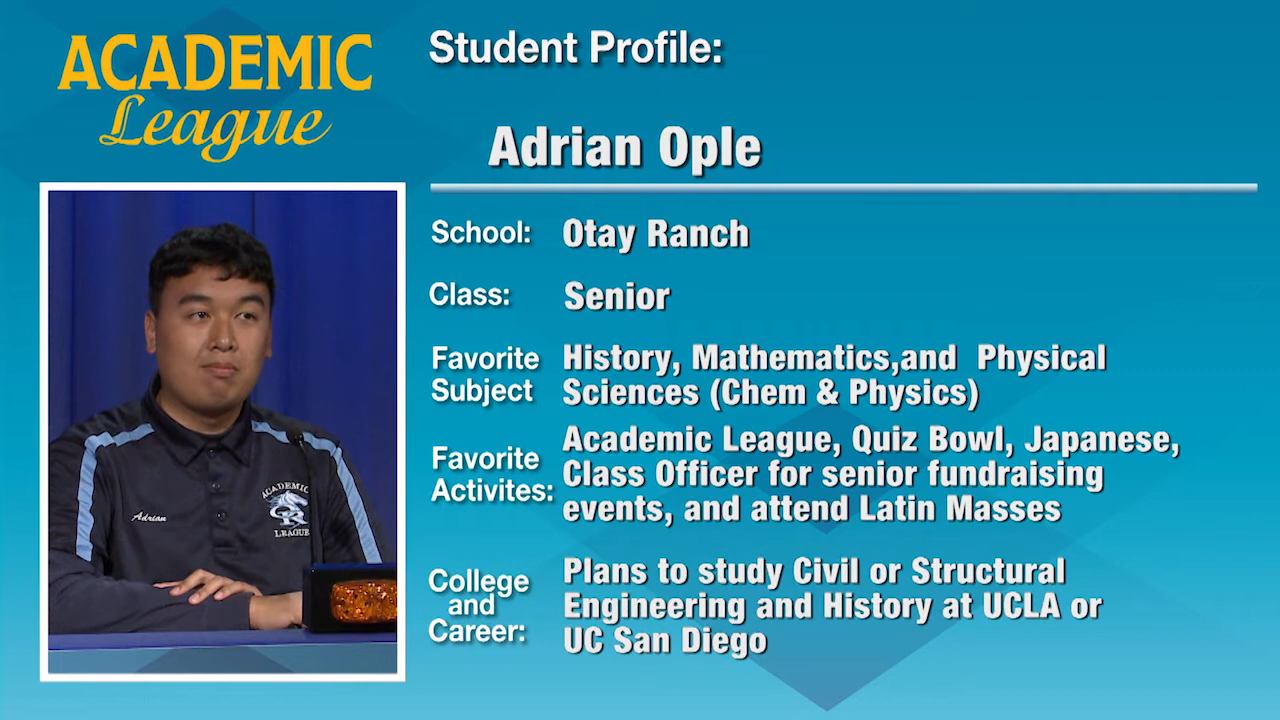 ACADEMIC
League
Student Profile:
Adrian Ople
School: Otay Ranch
Class: Senior
Favorite Subject
History, Mathematics,and  Physical
Sciences (Chem & Physics)
Favorite
Activites:
Academic League, Quiz Bowl, Japanese,
Class Officer for senior fundraising
events, and attend Latin Masses
College
and
Career:
Plans to study Civil or Structural
Engineering and History at UCLA or
UC San Diego
Adrian
ACADEMIC
OR
LEAGUE